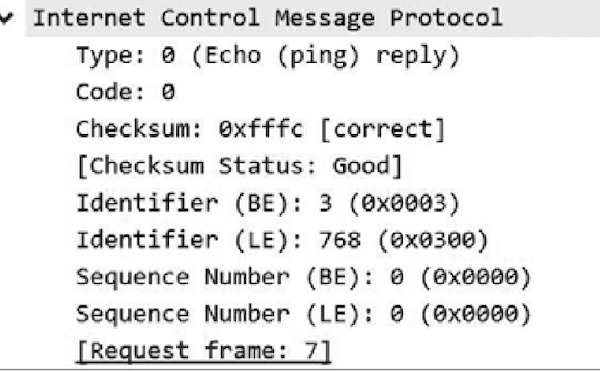 Internet Control Message Protocol
Type: 0 (Echo (ping) reply)
Code: 0
Checksum: 0xfffc [correct]
[Checksum Status: Good]
Identifier (BE): 3 (0x0003)
Identifier (LE): 768 (0x0300)
Sequence Number (BE): 0 (0x0000)
Sequence Number (LE): 0 (0x0000)
[Request frame: 7]